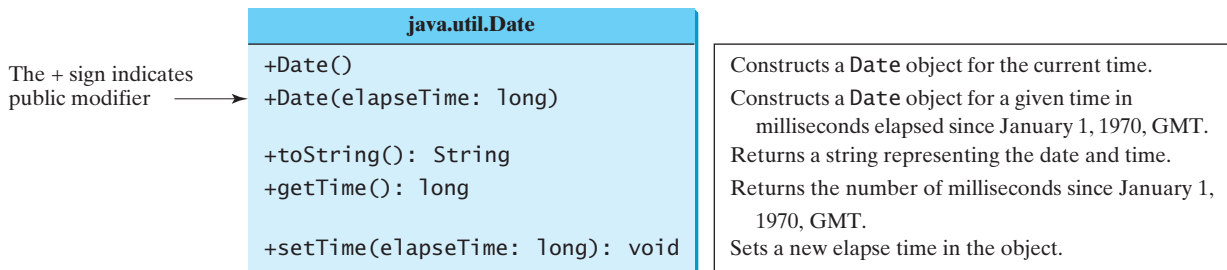 java.util.Date
The + sign indicates
public modifier
+Date()
+Date(elapseTime: long)
+toString(): String
+getTime(): long
+setTime(elapseTime: long): void
Constructs a Date object for the current time.
Constructs a Date object for a given time in
milliseconds elapsed since January 1, 1970, GMT.
Returns a string representing the date and time.
Returns the number of milliseconds since January 1,
1970, GMT.
Sets a new elapse time in the object.